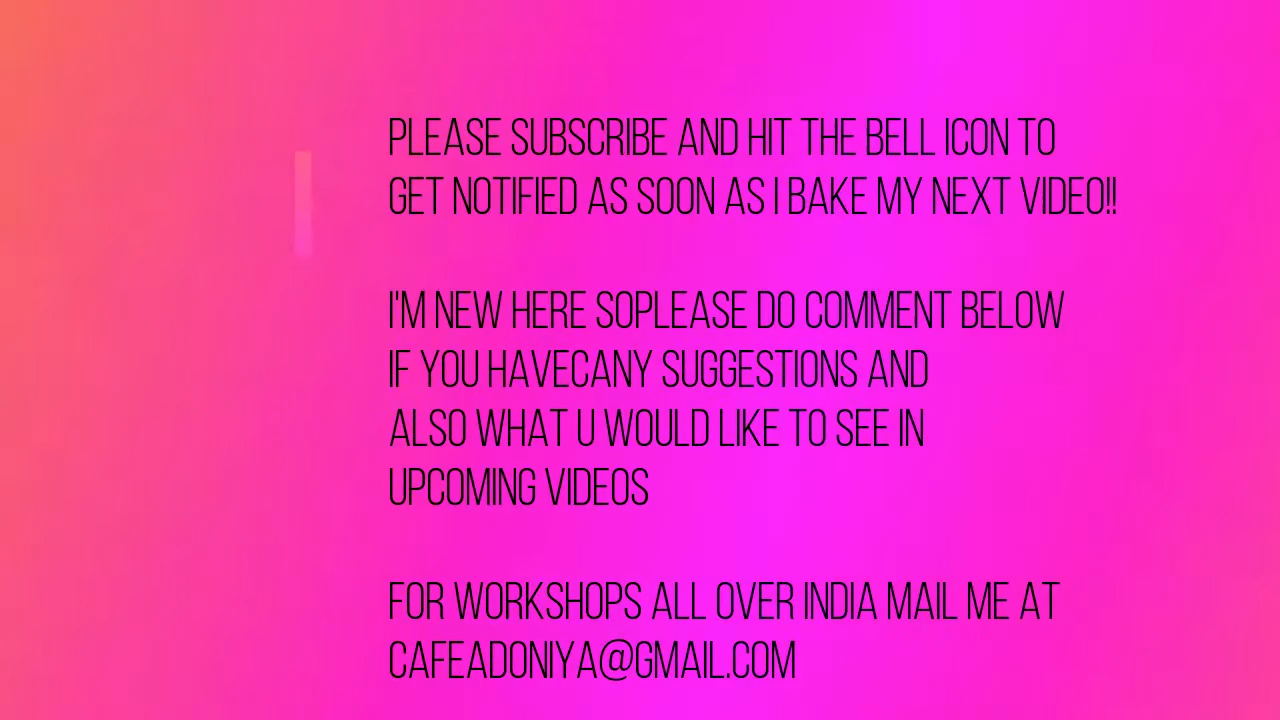 PLEASE SUBSCRIBE AND HIT THE BELL ICON TO
GET NOTIFIED AS SOON AS I BAKE MY NEXT VIDEO!!
I'M NEW HERE SOPLEASE DO COMMENT BELOW
IF YOU HAVECANY SUGGESTIONS AND
ALSO WHAT U WOULD LIKE TO SEE IN
UPCOMING VIDEOS
FOR WORKSHOPS ALL OVER INDIA MAIL ME AT
CAFEADONIYA@GMAIL.COM